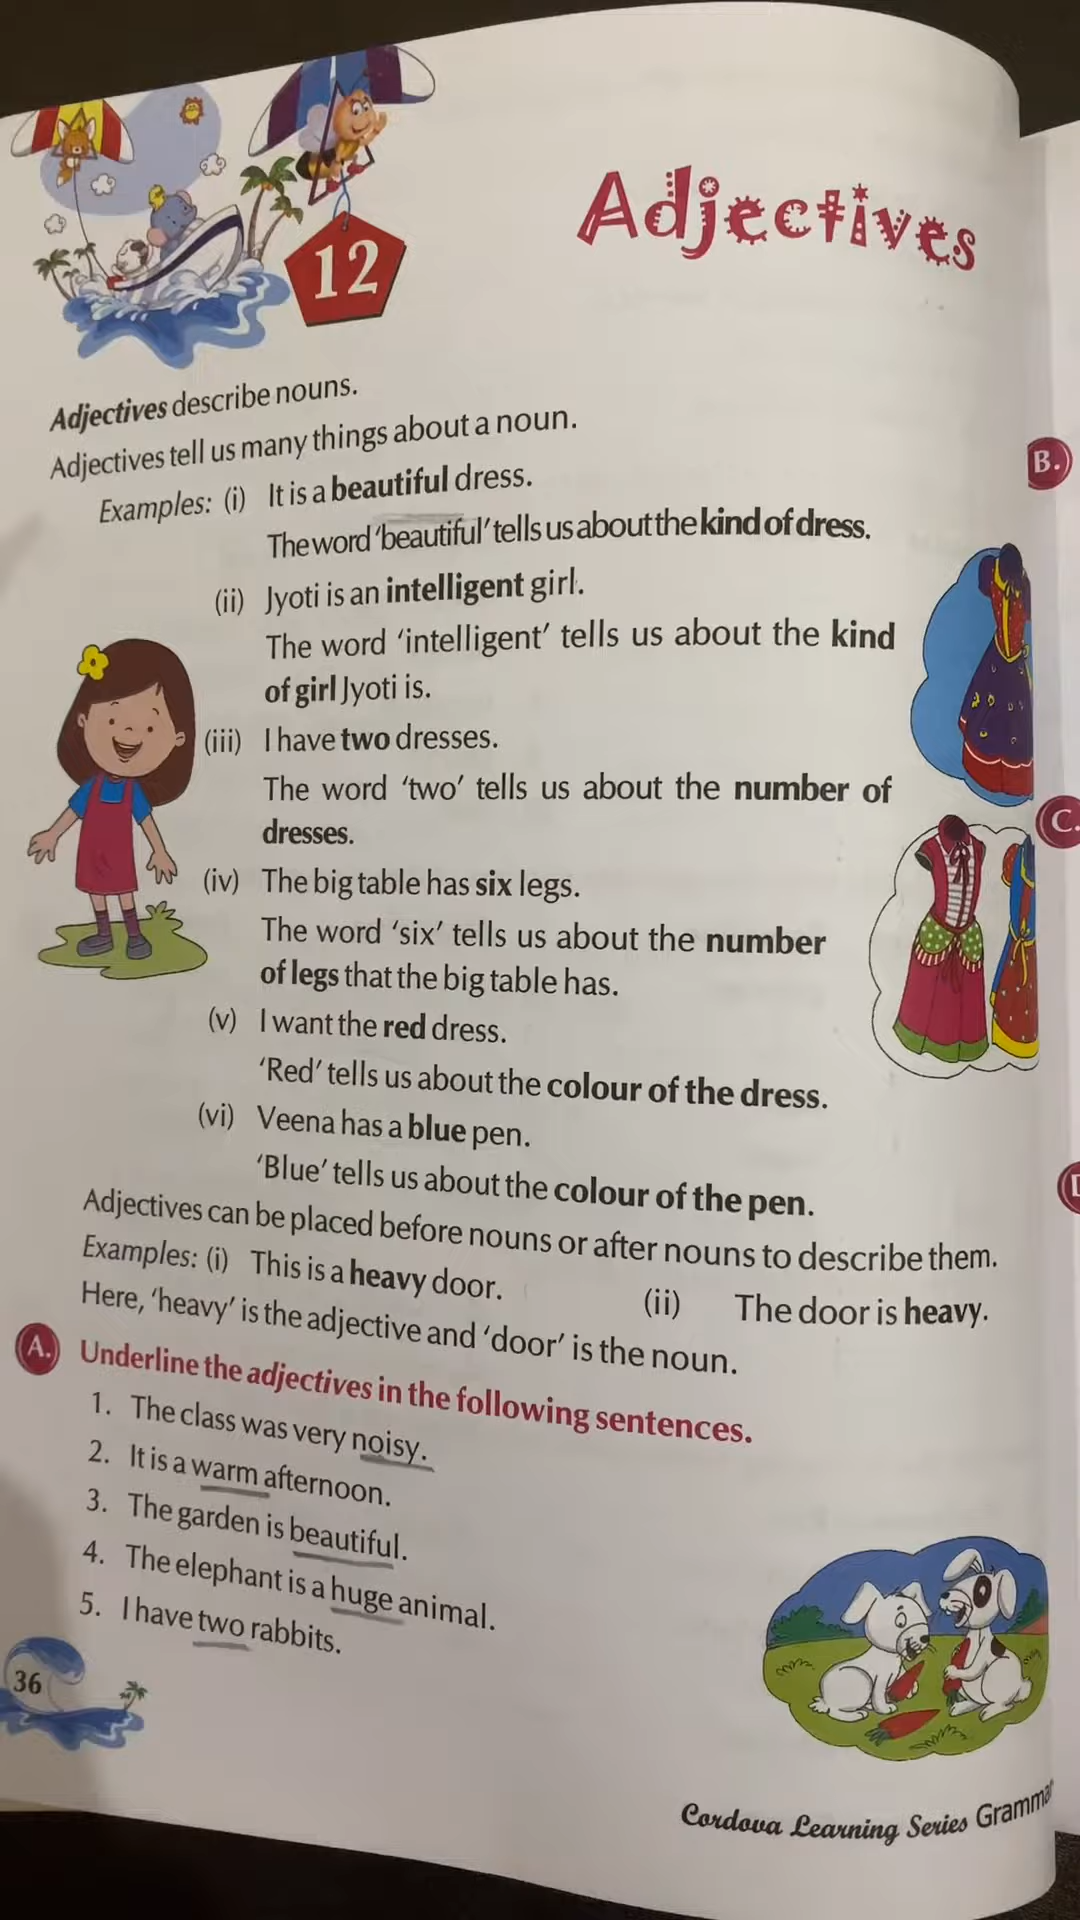 Adjectives
12
Adjectives describe nouns.
Adjectives tell us many things about a noun.
Examples: (i) It is a beautiful dress.
The word 'beautiful' tells us about the kind of dress.
(ii) Jyoti is an intelligent girl.
The word 'intelligent' tells us about the kind
of girl Jyoti is.
(iii) I have two dresses.
The word 'two' tells us about the number of
dresses.
(iv) The big table has six legs.
The word 'six' tells us about the number
of legs that the big table has.
(v) I want the red dress.
'Red' tells us about the colour of the dress.
(vi) Veena has a blue pen.
'Blue' tells us about the colour of the pen.
Adjectives can be placed before nouns or after nouns to describe them.
Examples: (i) This is a heavy door. (ii) The door is heavy.
Here, 'heavy' is the adjective and 'door' is the noun.
A. Underline the adjectives in the following sentences.
1. The class was very noisy.
2. It is a warm afternoon.
3. The garden is beautiful.
4. The elephant is a huge animal.
5. I have two rabbits.
36
Cordova Learning Series
B.
C.